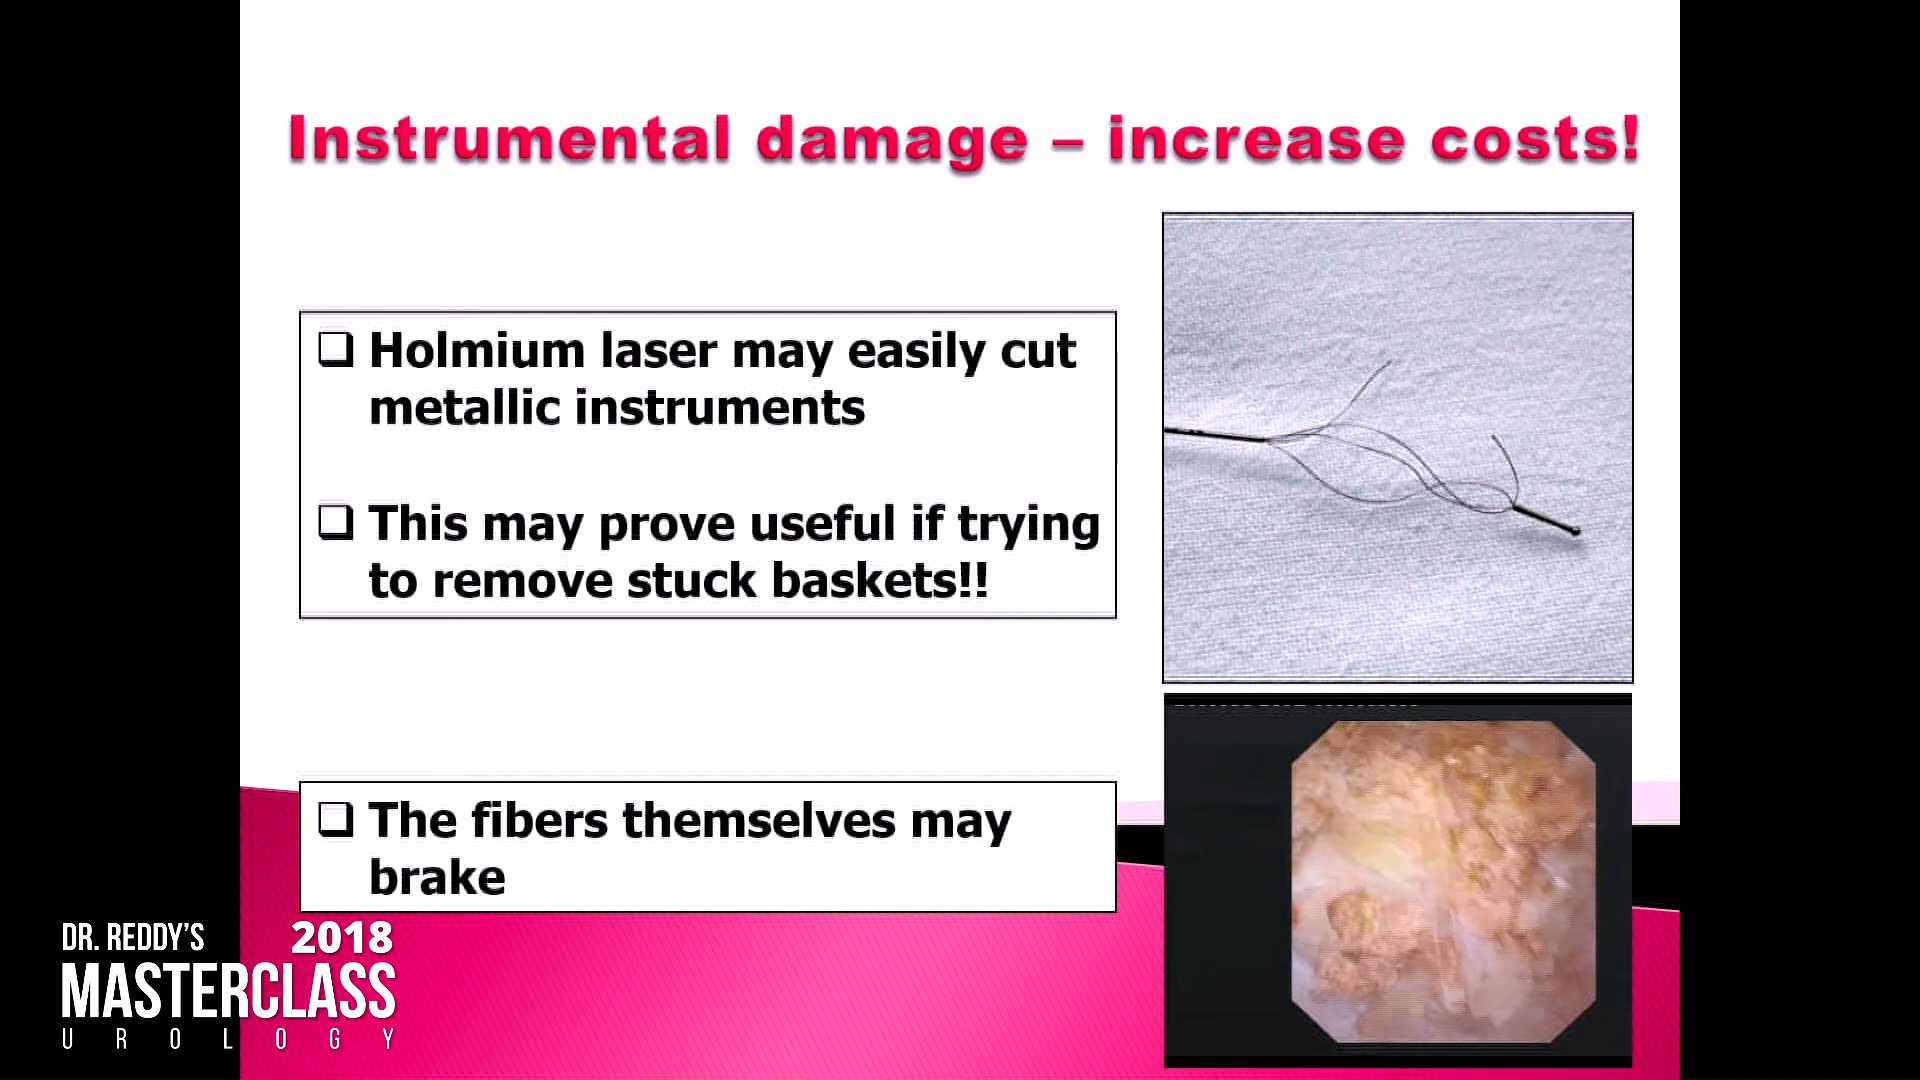 Instrumental damage – increase costs!
❑ Holmium laser may easily cut
metallic instruments
❑ This may prove useful if trying
to remove stuck baskets!!
❑ The fibers themselves may
brake
DR. REDDY'S 2018
MASTERCLASS
UROLOGY